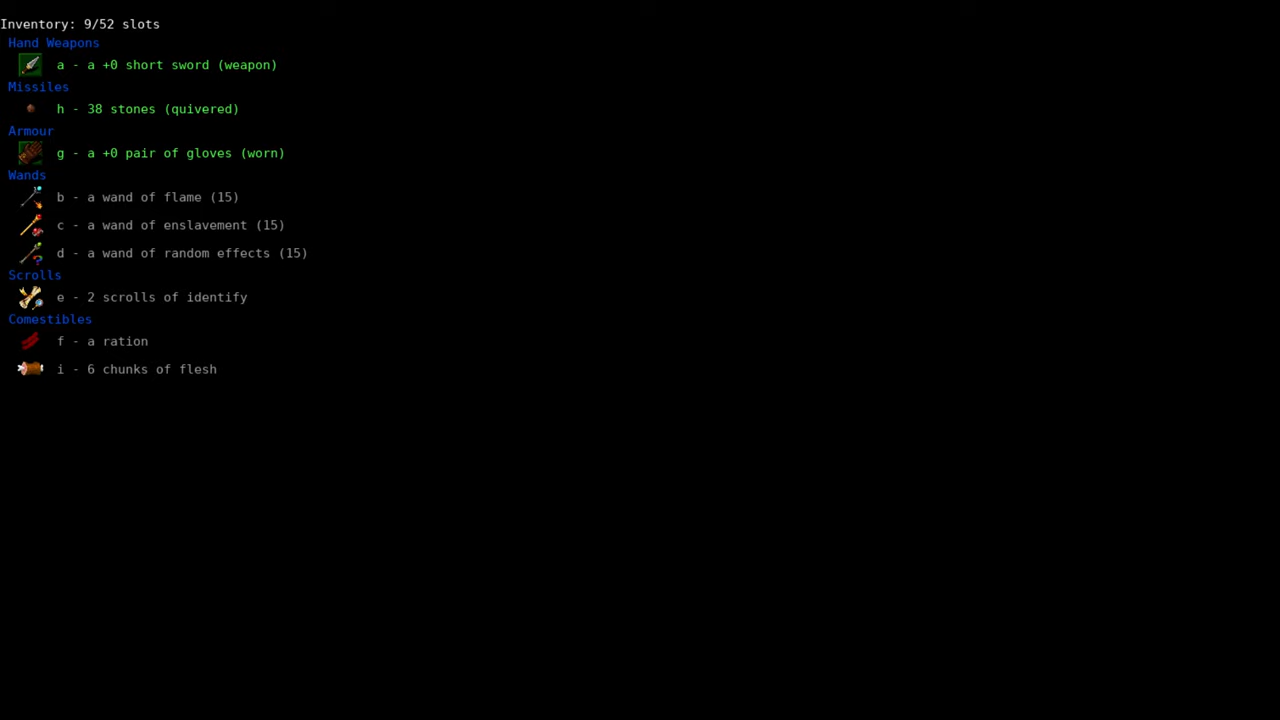 Inventory: 9/52 slots
Hand Weapons
a - a +0 short sword (weapon)
Missiles
h - 38 stones (quivered)
Armour
g - a +0 pair of gloves (worn)
Wands
b - a wand of flame (15)
c - a wand of enslavement (15)
d - a wand of random effects (15)
Scrolls
e - 2 scrolls of identify
Comestibles
f - a ration
i - 6 chunks of flesh